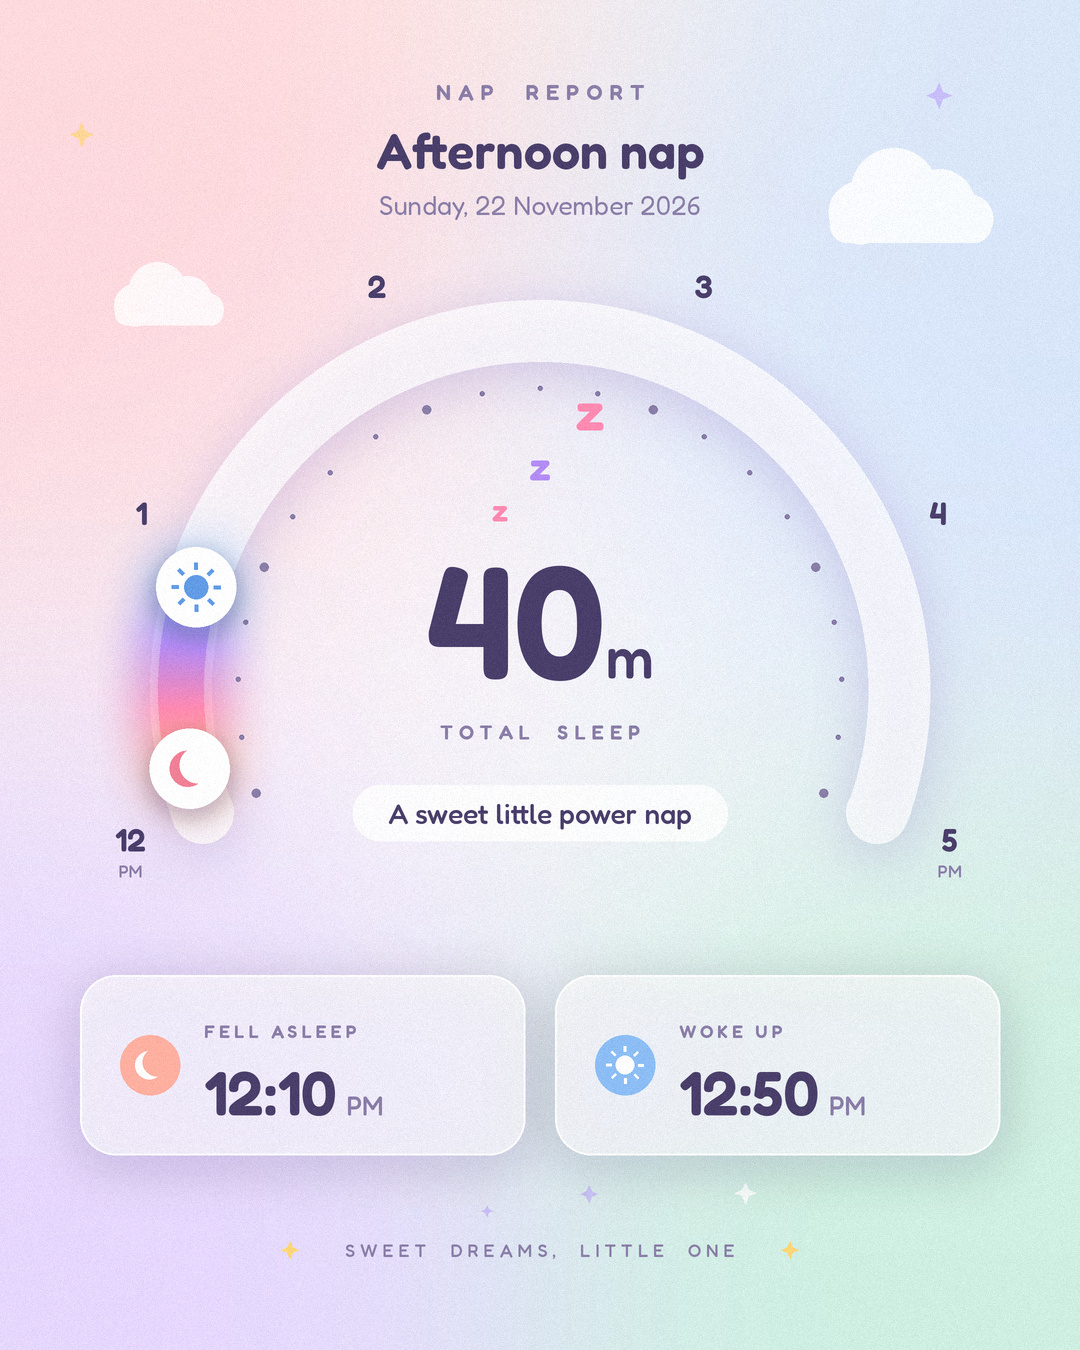 NAP REPORT
Afternoon nap
Sunday, 22 November 2026
2
3
1
4
z
z
z
40m
TOTAL SLEEP
A sweet little power nap
12
PM
5
PM
FELL ASLEEP
12:10 PM
WOKE UP
12:50 PM
SWEET DREAMS, LITTLE ONE